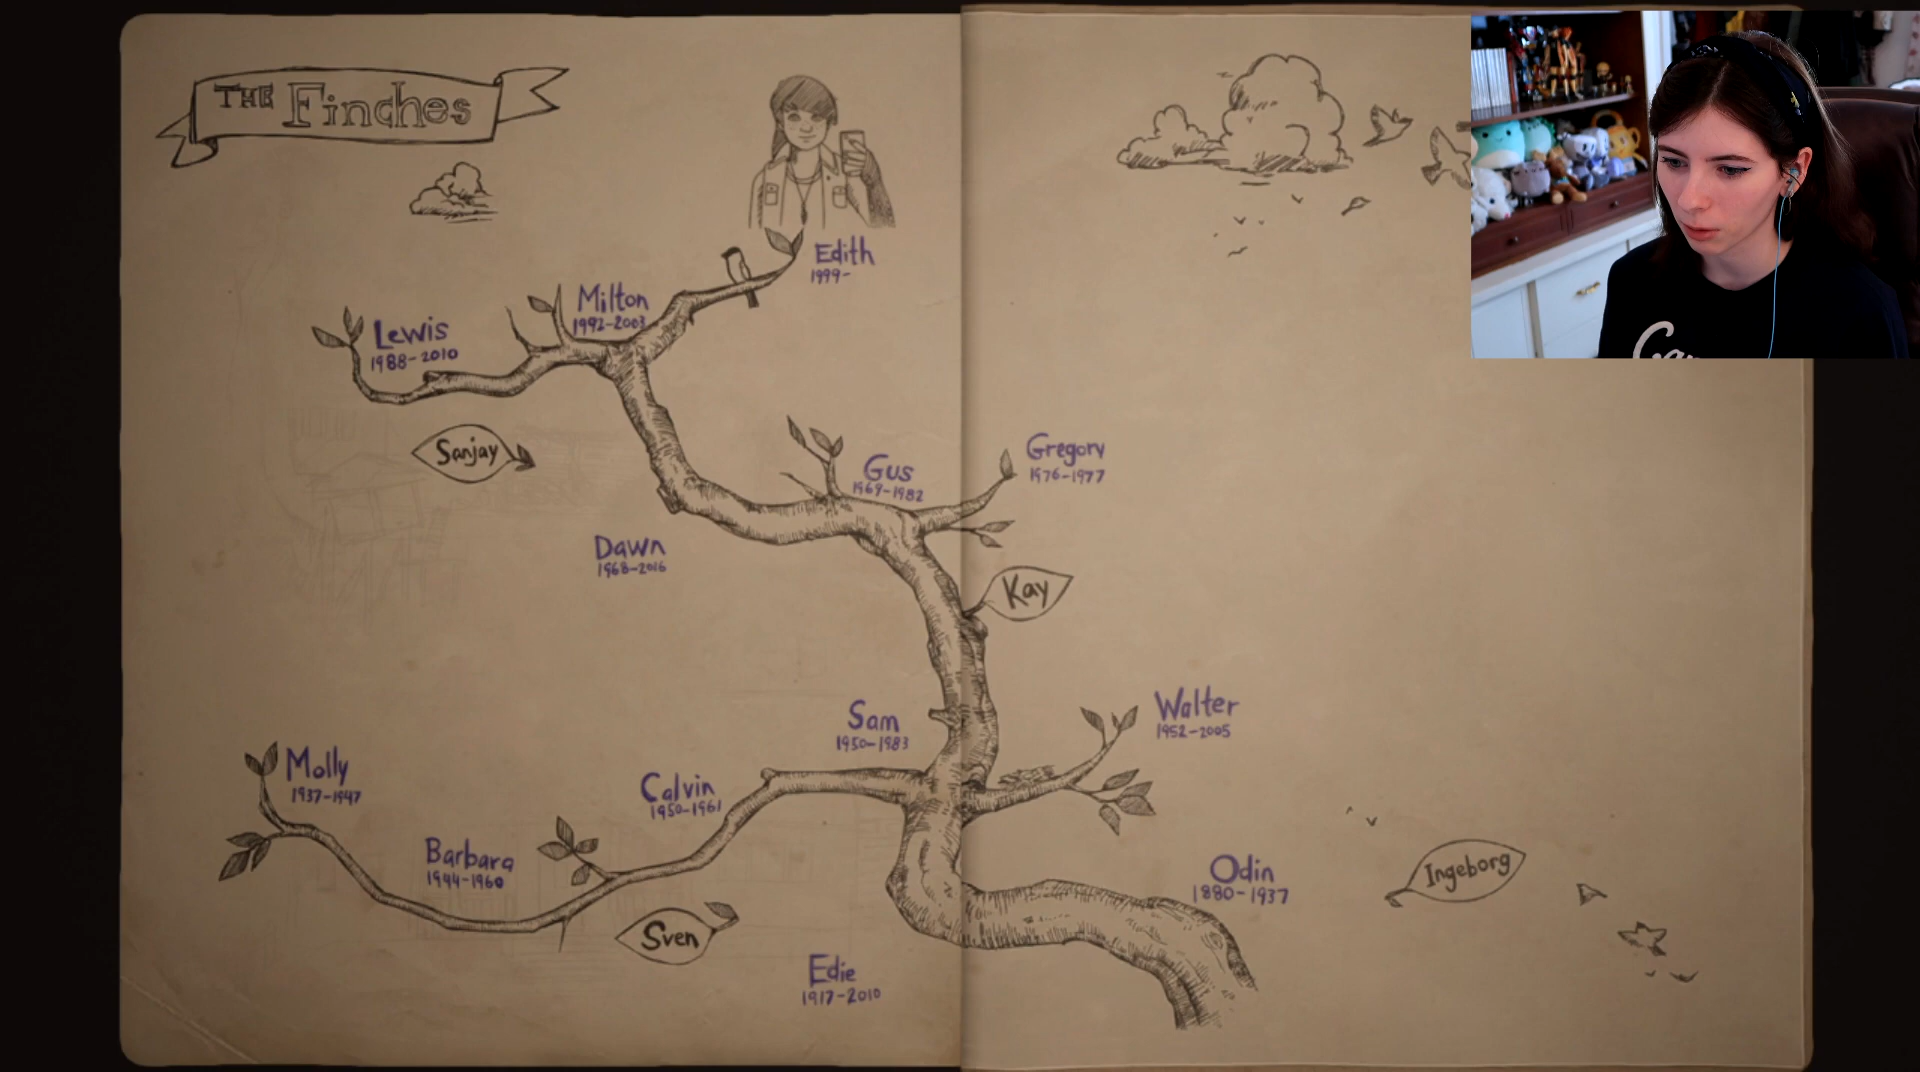 THE Finches
Edith
1999-
Milton
1992-2003
Lewis
1988-2010
Sanjay
Gus
1969-1982
Gregory
1976-1977
Dawn
1968-2016
Kay
Sam
1950-1983
Walter
1952-2005
Molly
1937-1947
Calvin
1950-1961
Barbara
1944-1960
Odin
1880-1937
Ingeborg
Sven
Edie
1917-2010